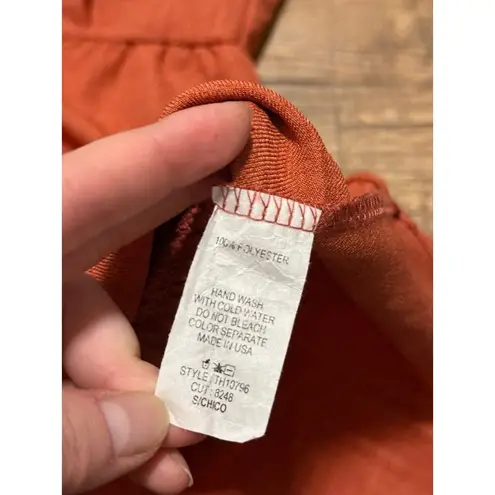 100% POLYESTER
HAND WASH
WITH COLD WATER
DO NOT BLEACH
COLOR SEPARATE
MADE IN USA
STYLE : TH10796
CUT : 8248
S/CHICO